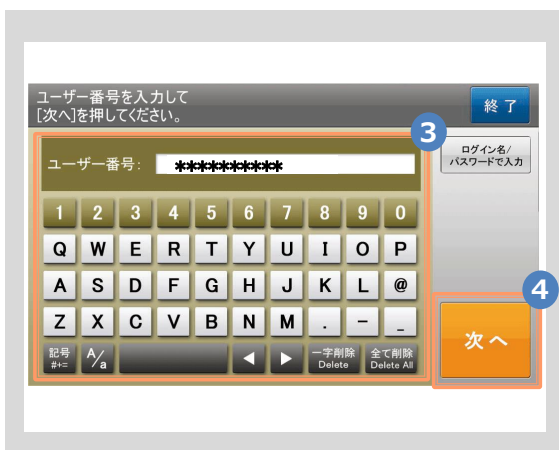 ユーザー番号を入力して
[次へ]を押してください。
終了
3
ログイン名/
パスワードで入力
ユーザー番号: **********
1 2 3 4 5 6 7 8 9 0
Q W E R T Y U I O P
A S D F G H J K L @
Z X C V B N M . － _
4
次へ
記号
#+=
A/a
◀ ▶
一字削除
Delete
全て削除
Delete All